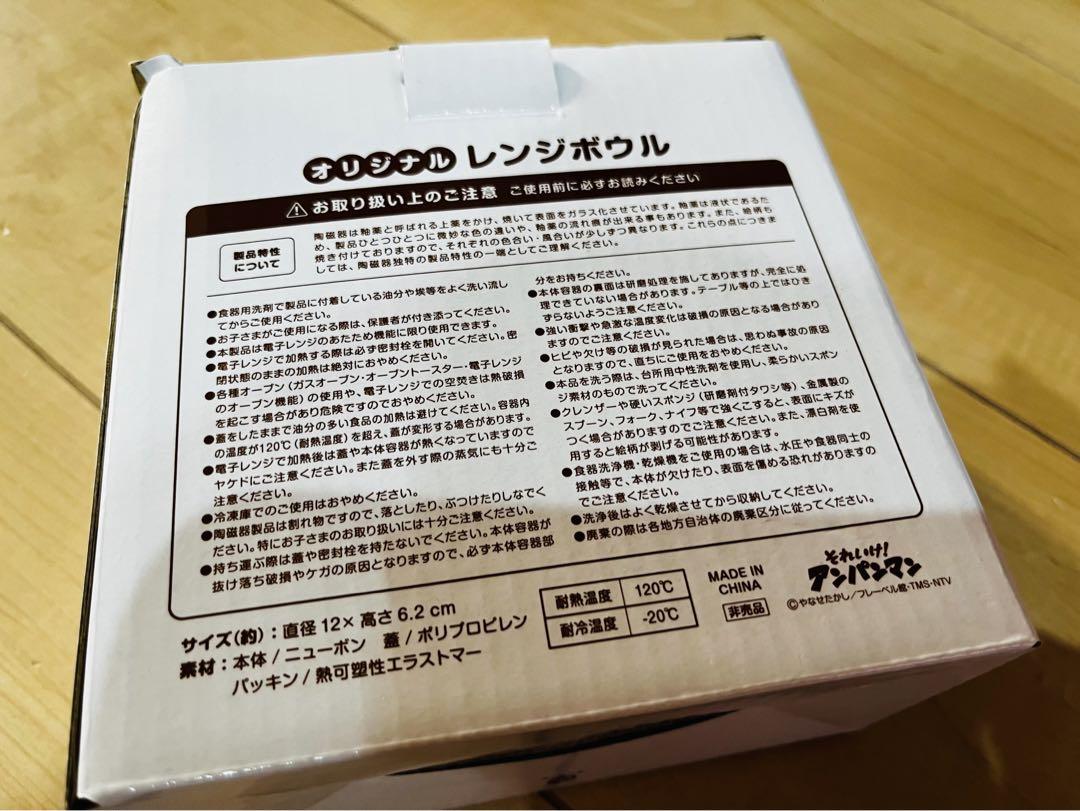 オリジナル レンジボウル
⚠お取り扱い上のご注意 ご使用前に必ずお読みください
製品特性
について
陶磁器は釉薬と呼ばれる上薬をかけ、焼いて表面をガラス化させています。釉薬は液状であるた
め、製品ひとつひとつに微妙な色の違いや、釉薬の流れ痕が出来る事もあります。また、絵柄も
焼き付けておりますので、それぞれの色合い・風合いが少しずつ異なります。これらの点につきま
しては、陶磁器独特の製品特性の一端としてご理解ください。
●食器用洗剤で製品に付着している油分や埃等をよく洗い流し
てからご使用ください。
●お子さまがご使用になる際は、保護者が付き添ってください。
●本製品は電子レンジのあたため機能に限り使用できます。
●電子レンジで加熱する際は必ず密封栓を開いてください。密
閉状態のままの加熱は絶対におやめください。
●各種オーブン(ガスオーブン・オーブントースター・電子レンジ
のオーブン機能)の使用や、電子レンジでの空焚きは熱破損
を起こす場合があり危険ですのでおやめください。
●蓋をしたままで油分の多い食品の加熱は避けてください。容器内
の温度が120℃(耐熱温度)を超え、蓋が変形する場合があります。
●電子レンジで加熱後は蓋や本体容器が熱くなっていますので
ヤケドにご注意ください。また蓋を外す際の蒸気にも十分ご
注意ください。
●冷凍庫でのご使用はおやめください。
●陶磁器製品は割れ物ですので、落としたり、ぶつけたりしなでく
ださい。特にお子さまのお取り扱いには十分ご注意ください。
●持ち運ぶ際は蓋や密封栓を持たないでください。本体容器が
抜け落ち破損やケガの原因となりますので、必ず本体容器部
分をお持ちください。
●本体容器の裏面は研磨処理を施してありますが、完全に処
理できていない場合があります。テーブル等の上ではひき
ずらないようご注意ください。
●強い衝撃や急激な温度変化は破損の原因となる場合があり
ますのでご注意ください。
●ヒビや欠け等の破損が見られた場合は、思わぬ事故の原因
となりますので、直ちにご使用をおやめください。
●本品を洗う際は、台所用中性洗剤を使用し、柔らかいスポン
ジ素材のもので洗ってください。
●クレンザーや硬いスポンジ(研磨剤付タワシ等)、金属製の
スプーン、フォーク、ナイフ等で強くこすると、表面にキズが
つく場合がありますのでご注意ください。また、漂白剤を使
用すると絵柄が剥げる可能性があります。
●食器洗浄機・乾燥機をご使用の場合は、水圧や食器同士の
接触等で、本体が欠けたり、表面を傷める恐れがありますの
でご注意ください。
●洗浄後はよく乾燥させてから収納してください。
●廃棄の際は各地方自治体の廃棄区分に従ってください。
サイズ(約):直径12×高さ6.2cm
素材:本体/ニューボン 蓋/ポリプロピレン
パッキン/熱可塑性エラストマー
耐熱温度 120℃
耐冷温度 -20℃
MADE IN
CHINA
非売品
それいけ!
アンパンマン
©やなせたかし/フレーベル館・TMS・NTV